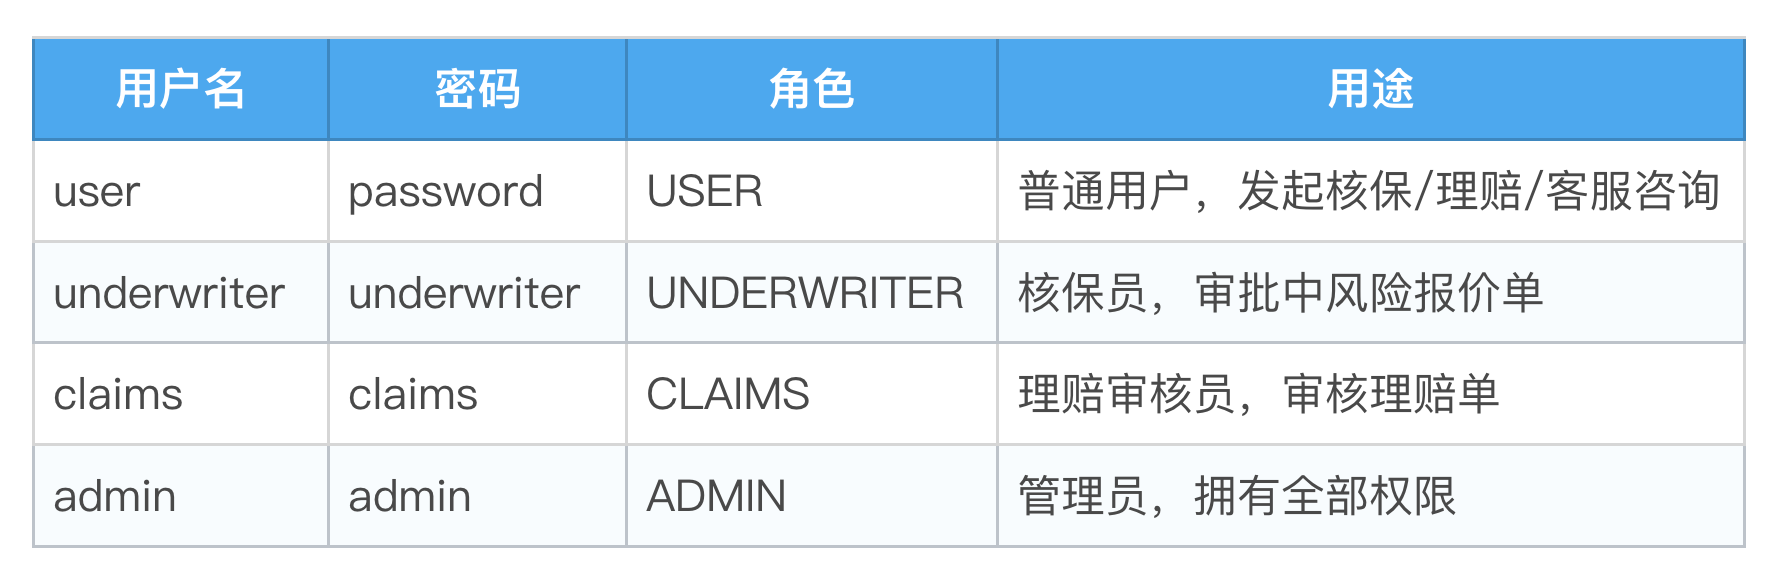 用户名 密码 角色 用途
user password USER 普通用户，发起核保/理赔/客服咨询
underwriter underwriter UNDERWRITER 核保员，审批中风险报价单
claims claims CLAIMS 理赔审核员，审核理赔单
admin admin ADMIN 管理员，拥有全部权限